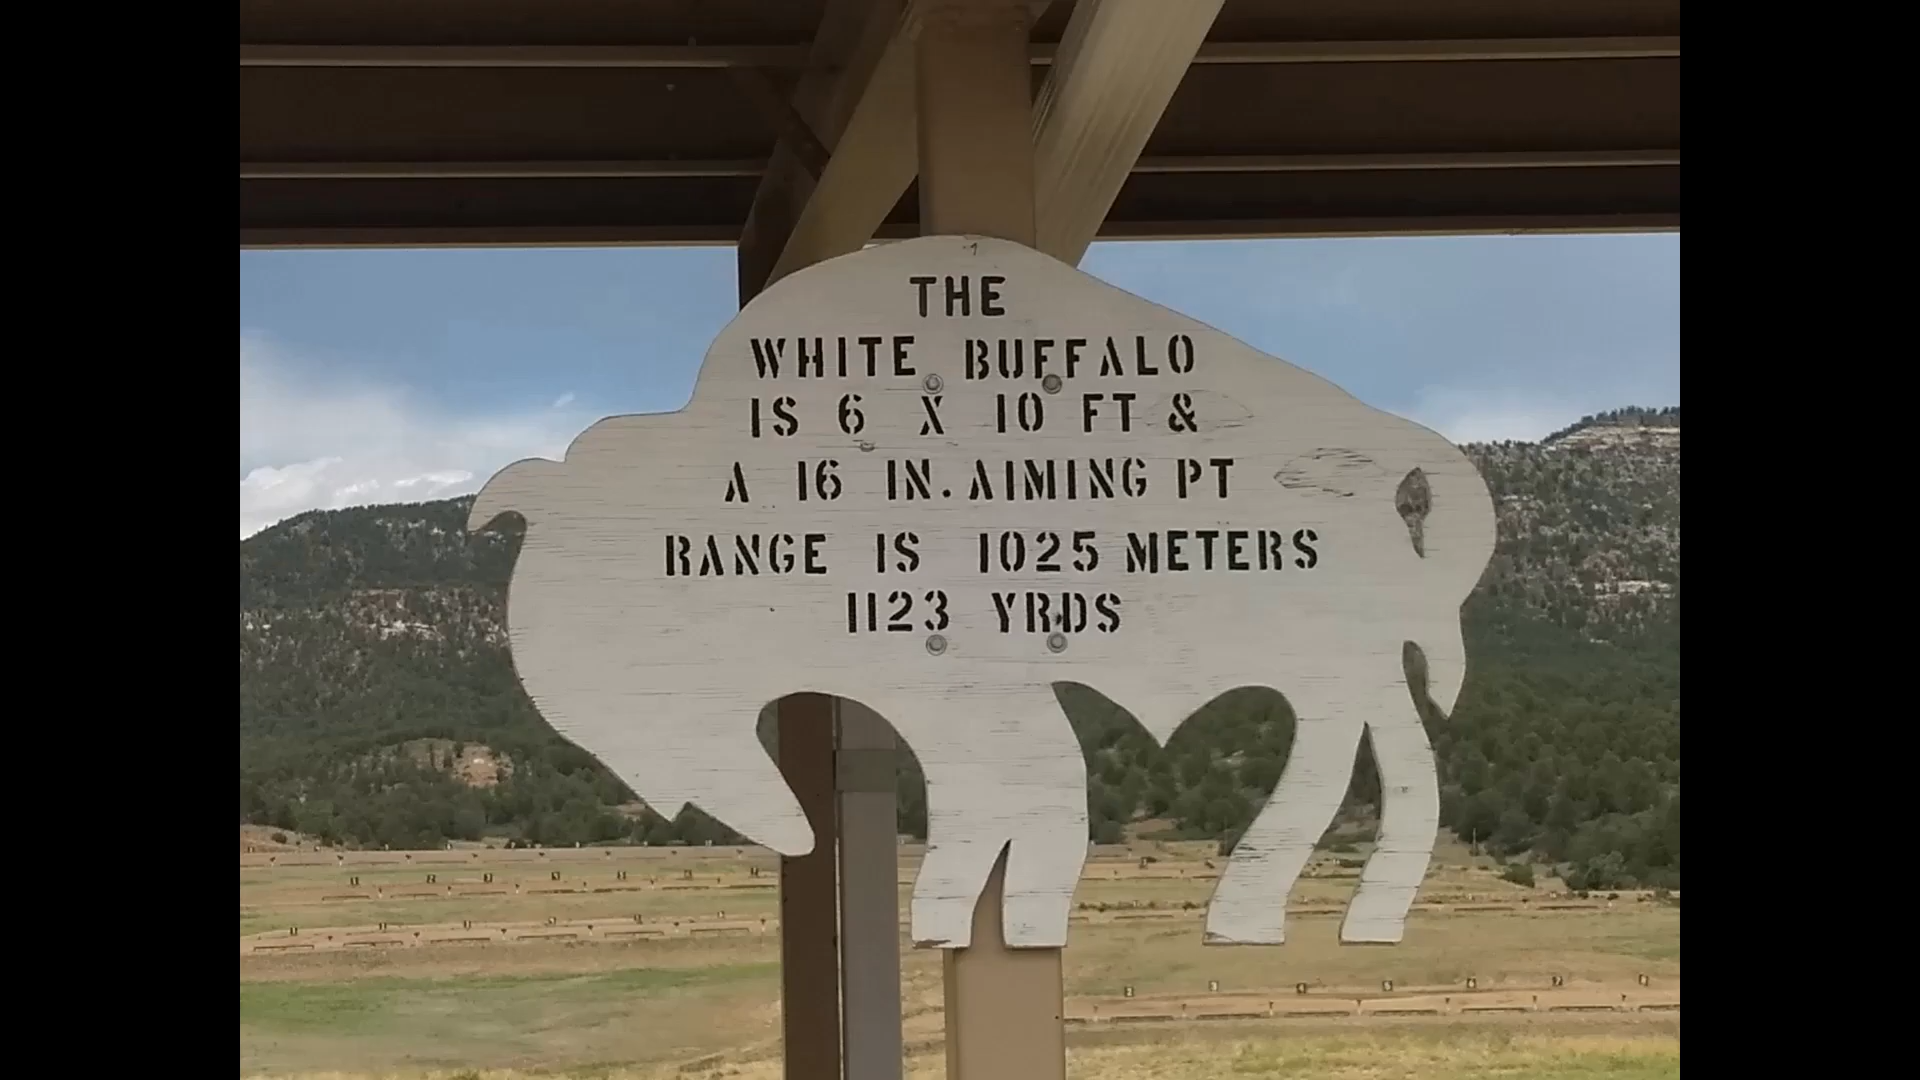 THE
WHITE BUFFALO
IS 6 X 10 FT &
A 16 IN. AIMING PT
RANGE IS 1025 METERS
1123 YRDS